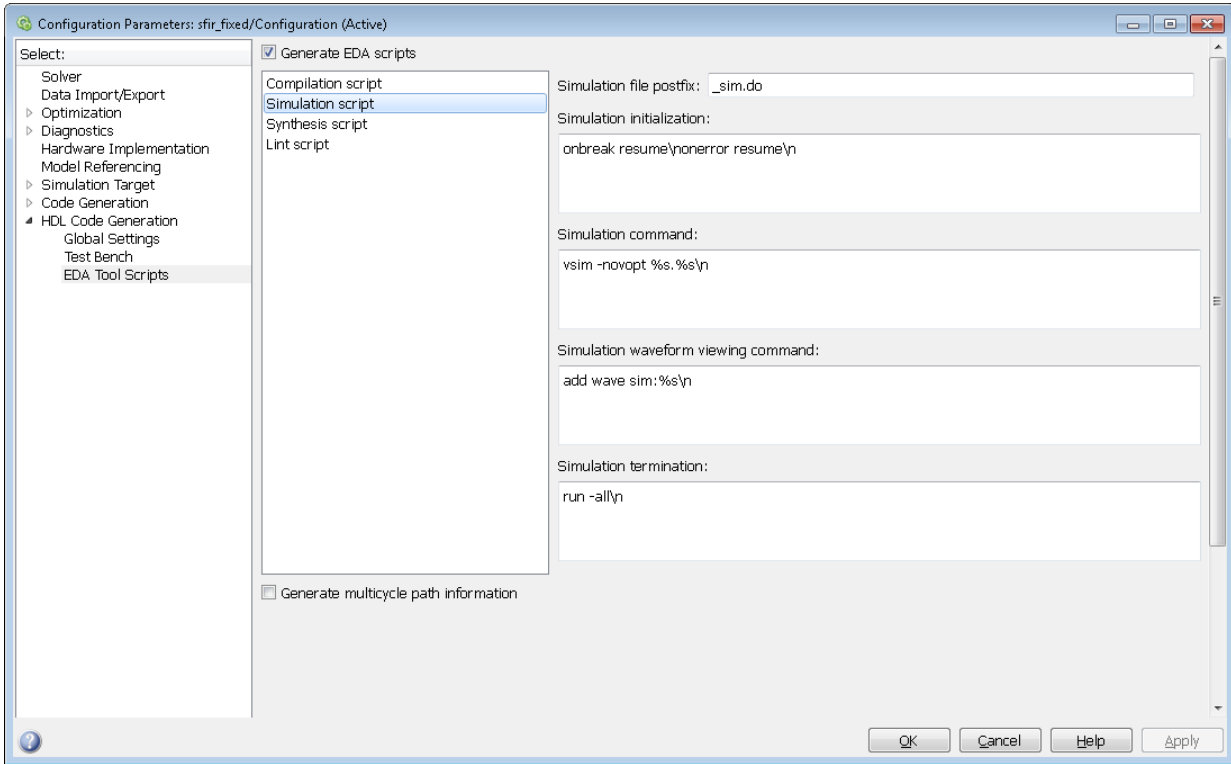 Configuration Parameters: sfir_fixed/Configuration (Active)
Select:
Solver
Data Import/Export
Optimization
Diagnostics
Hardware Implementation
Model Referencing
Simulation Target
Code Generation
HDL Code Generation
Global Settings
Test Bench
EDA Tool Scripts
Generate EDA scripts
Compilation script
Simulation script
Synthesis script
Lint script
Simulation file postfix: _sim.do
Simulation initialization:
onbreak resume\nonerror resume\n
Simulation command:
vsim -novopt %s.%s\n
Simulation waveform viewing command:
add wave sim:%s\n
Simulation termination:
run -all\n
Generate multicycle path information
OK Cancel Help Apply